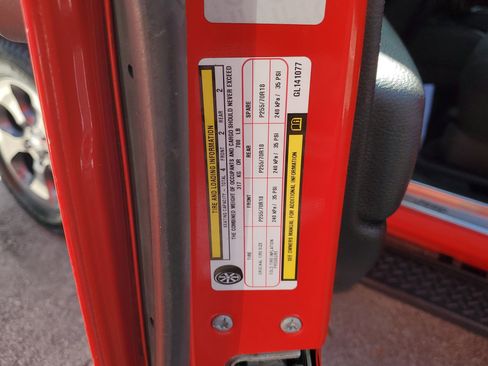 TIRE AND LOADING INFORMATION
SEATING CAPACITY - TOTAL 4 FRONT 2 REAR 2
THE COMBINED WEIGHT OF OCCUPANTS AND CARGO SHOULD NEVER EXCEED
317 KG OR 700 LB
TIRE FRONT REAR SPARE
ORIGINAL TIRE SIZE P255/70R18 P255/70R18 P255/70R18
COLD TIRE INFLATION PRESSURE 240 kPa / 35 PSI 240 kPa / 35 PSI 240 kPa / 35 PSI
SEE OWNERS MANUAL FOR ADDITIONAL INFORMATION
GL141077